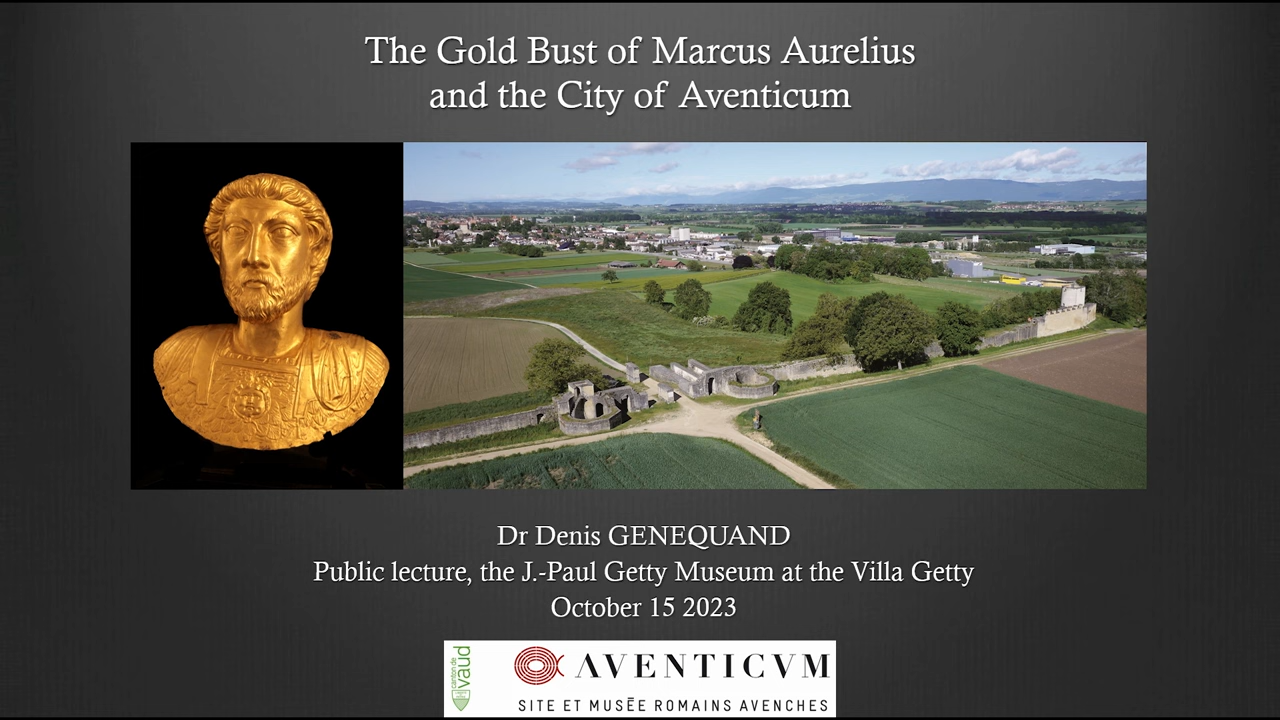 The Gold Bust of Marcus Aurelius
and the City of Aventicum
Dr Denis GENEQUAND
Public lecture, the J.-Paul Getty Museum at the Villa Getty
October 15 2023
canton de
vaud
AVENTICVM
SITE ET MUSĒE ROMAINS AVENCHES